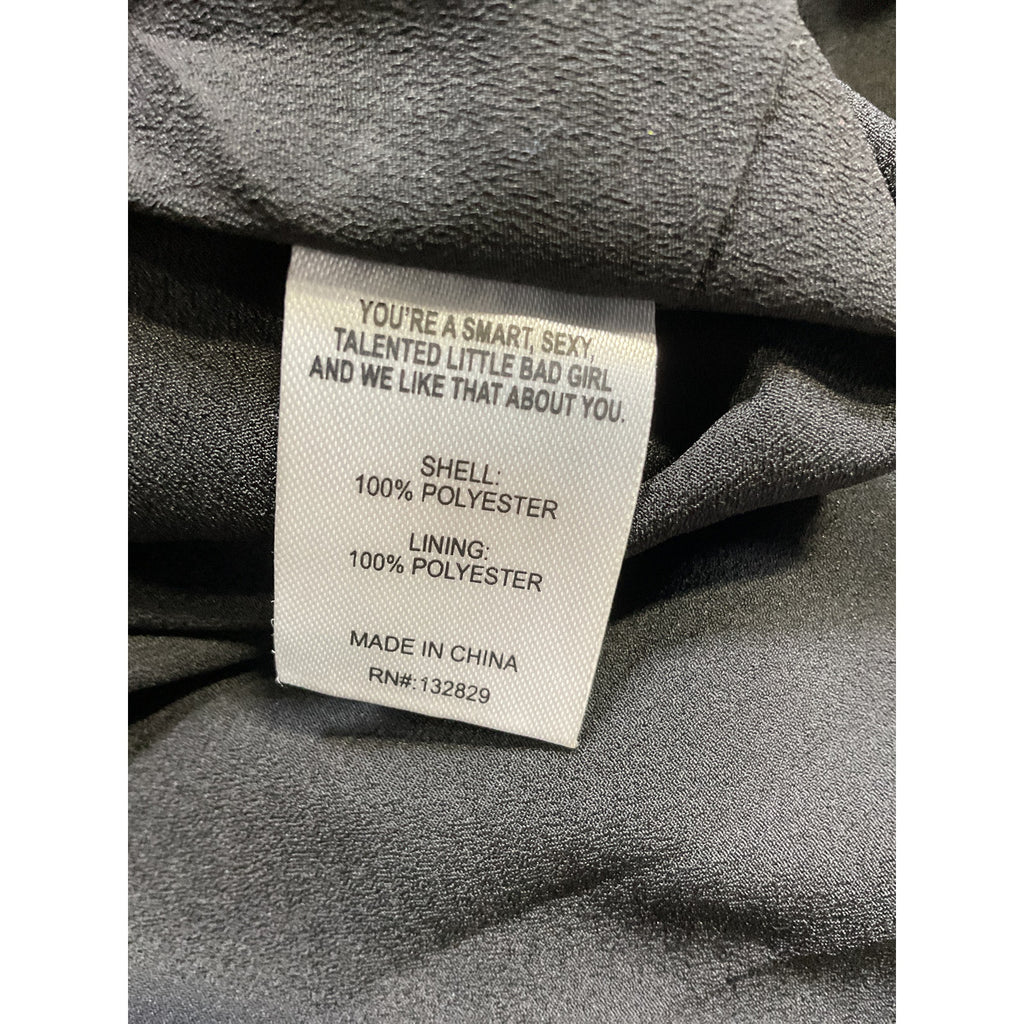 YOU'RE A SMART, SEXY,
TALENTED LITTLE BAD GIRL
AND WE LIKE THAT ABOUT YOU.
SHELL:
100% POLYESTER
LINING:
100% POLYESTER
MADE IN CHINA
RN#:132829